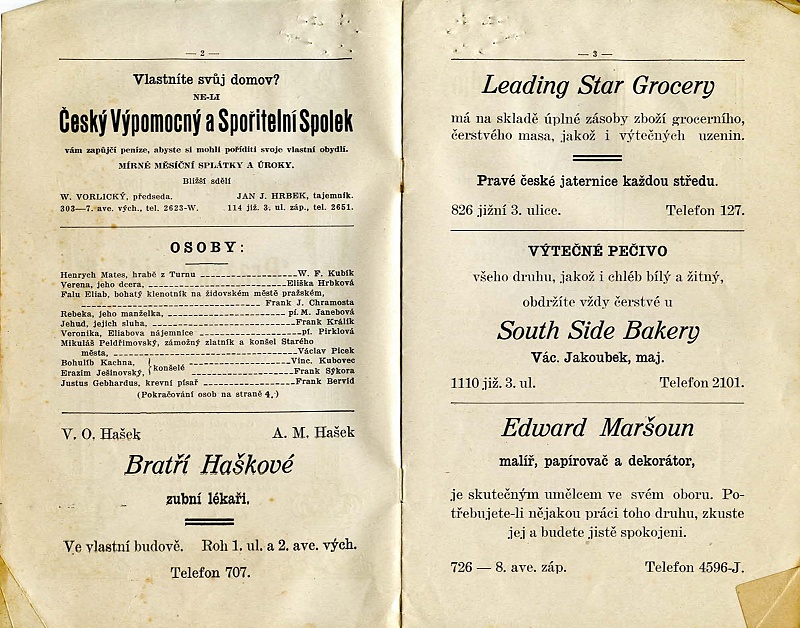 — 2 —
Vlastníte svůj domov?
NE-LI
Český Výpomocný a Spořitelní Spolek
vám zapůjčí peníze, abyste si mohli pořídíti svoje vlastní obydlí.
MÍRNÉ MĚSÍČNÍ SPLÁTKY A ÚROKY.
Bližší sdělí
W. VORLICKÝ, předseda, JAN J. HRBEK, tajemník.
303—7. ave. vých., tel. 2623-W. 114 již. 3. ul. záp., tel. 2651.
OSOBY:
Henrych Mates, hrabě z Turnu W. F. Kubík
Verena, jeho dcera, Eliška Hrbková
Falu Eliab, bohatý klenotník na židovském městě pražském,
Frank J. Chramosta
Rebeka, jeho manželka, pí. M. Janebová
Jehud, jejich sluha, Frank Králík
Veronika, Eliabova nájemnice pí. Pirklová
Mikuláš Peldřimovský, zámožný zlatník a konšel Starého
města, Václav Picek
Bohulib Kachna, Vinc. Kubovec
konšelé
Erazim Ješinovský, Frank Sýkora
Justus Gebhardus, krevní písař Frank Bervid
(Pokračování osob na straně 4.)
V. O. Hašek A. M. Hašek
Bratří Haškové
zubní lékaři,
Ve vlastní budově. Roh 1. ul. a 2. ave. vých.
Telefon 707.
— 3 —
Leading Star Grocery
má na skladě úplné zásoby zboží grocerního,
čerstvého masa, jakož i výtečných uzenin.
Pravé české jaternice každou středu.
826 jižní 3. ulice. Telefon 127.
VÝTEČNÉ PEČIVO
všeho druhu, jakož i chléb bílý a žitný,
obdržíte vždy čerstvé u
South Side Bakery
Vác. Jakoubek, maj.
1110 již. 3. ul. Telefon 2101.
Edward Maršoun
malíř, papírovač a dekorátor,
je skutečným umělcem ve svém oboru. Po-
třebujete-li nějakou práci toho druhu, zkuste
jej a budete jistě spokojeni.
726 — 8. ave. záp. Telefon 4596-J.